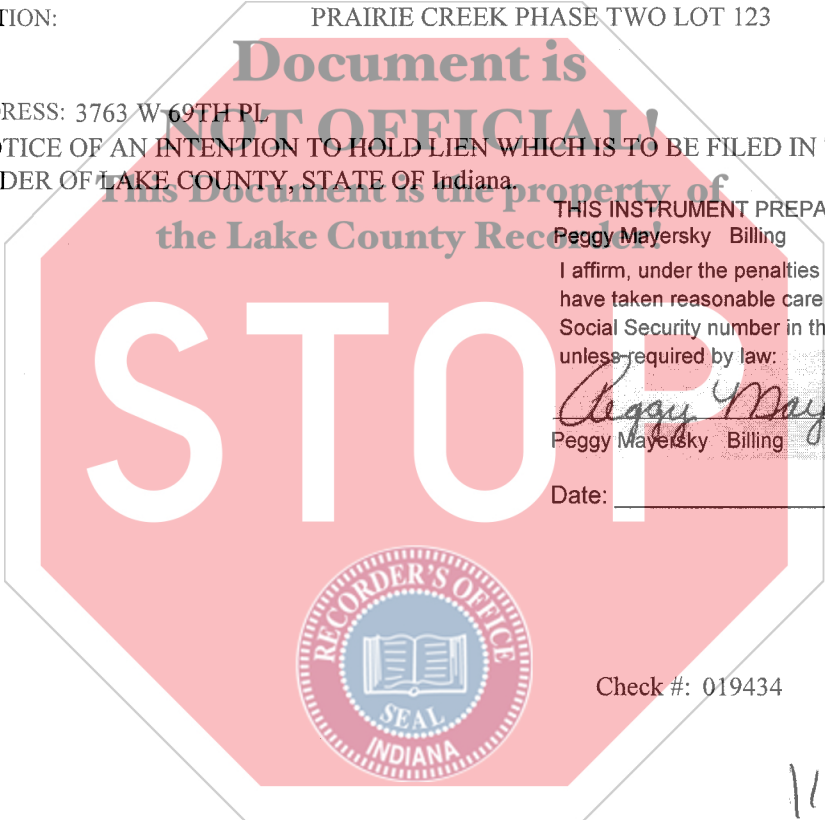 TION: PRAIRIE CREEK PHASE TWO LOT 123
Document is
RESS: 3763 W 69TH PL
NOT OFFICIAL!
TICE OF AN INTENTION TO HOLD LIEN WHICH IS TO BE FILED IN
DER OF LAKE COUNTY, STATE OF Indiana.
This Document is the property of
the Lake County Recorder!
THIS INSTRUMENT PREPA
Peggy Mayersky Billing
I affirm, under the penalties
have taken reasonable care
Social Security number in th
unless required by law:
STOP
Peggy May
Peggy Mayersky Billing
Date:
RECORDER'S OFFICE
SEAL
INDIANA
Check #: 019434